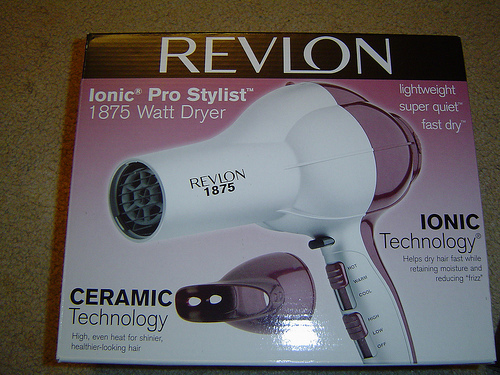 REVLON
Ionic® Pro Stylist™
1875 Watt Dryer
lightweight
super quiet™
fast dry™
REVLON
1875
IONIC
Technology®
Helps dry hair fast while
retaining moisture and
reducing "frizz"
HOT
WARM
COOL
HIGH
LOW
OFF
CERAMIC
Technology
High, even heat for shinier,
healthier-looking hair